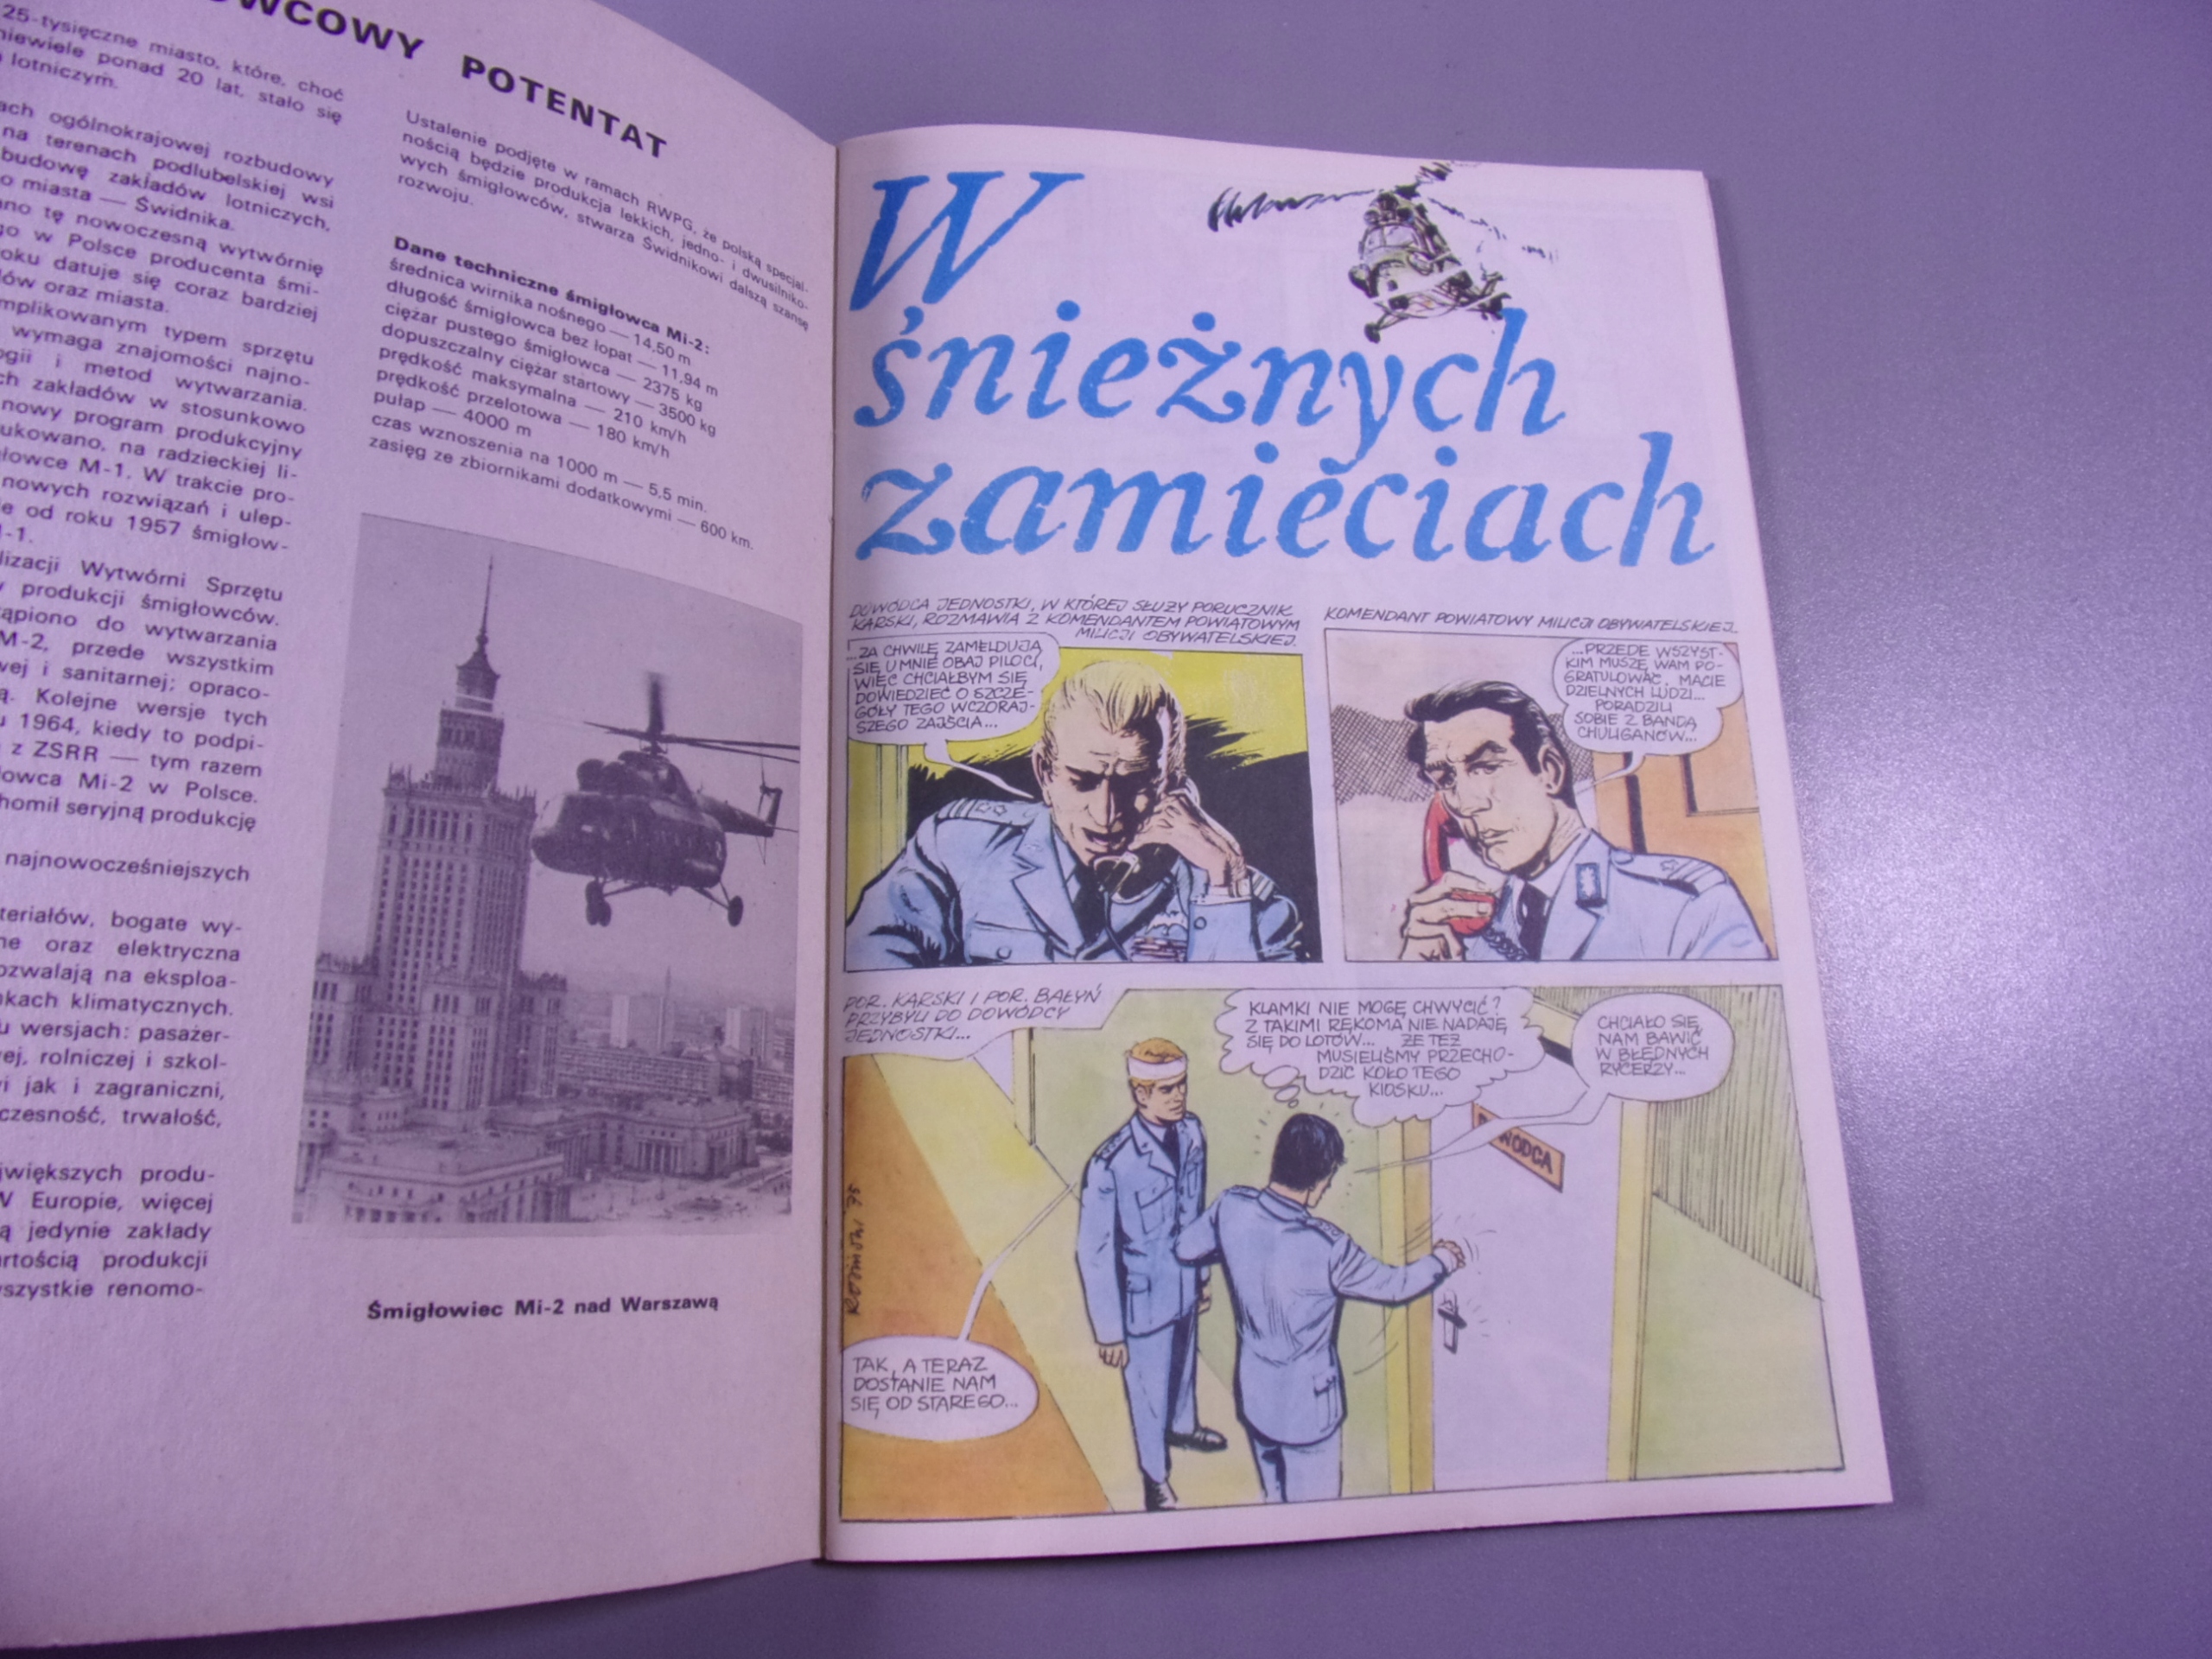 WCOWY POTENTAT
25-tysięczne miasto, które, choć
niewiele ponad 20 lat, stało się
lotniczym.
ach ogólnokrajowej rozbudowy
na terenach podlubelskiej wsi
budowę zakładów lotniczych,
o miasta — Świdnika.
no tę nowoczesną wytwórnię
go w Polsce producenta śmi-
oku datuje się coraz bardziej
ów oraz miasta.
mplikowanym typem sprzętu
wymaga znajomości najno-
ogii i metod wytwarzania.
ch zakładów w stosunkowo
nowy program produkcyjny
ukowano, na radzieckiej li-
łowce M-1. W trakcie pro-
nowych rozwiązań i ulep-
e od roku 1957 śmigłow-
-1.
lizacji Wytwórni Sprzętu
produkcji śmigłowców.
ąpiono do wytwarzania
M-2, przede wszystkim
wej i sanitarnej; opraco-
ą. Kolejne wersje tych
u 1964, kiedy to podpi-
z ZSRR — tym razem
owca Mi-2 w Polsce.
homił seryjną produkcję
najnowocześniejszych
teriałów, bogate wy-
ne oraz elektryczna
ozwalają na eksploa-
nkach klimatycznych.
u wersjach: pasażer-
ej, rolniczej i szkol-
i jak i zagraniczni,
czesność, trwałość,
jwiększych produ-
W Europie, więcej
ą jedynie zakłady
artością produkcji
wszystkie renomo-
Ustalenie podjęte w ramach RWPG, że polską specjal-
nością będzie produkcja lekkich, jedno- i dwusilniko-
wych śmigłowców, stwarza Świdnikowi dalszą szansę
rozwoju.
Dane techniczne śmigłowca Mi-2:
średnica wirnika nośnego — 14,50 m
długość śmigłowca bez łopat — 11,94 m
ciężar pustego śmigłowca — 2375 kg
dopuszczalny ciężar startowy — 3500 kg
prędkość maksymalna — 210 km/h
prędkość przelotowa — 180 km/h
pułap — 4000 m
czas wznoszenia na 1000 m — 5,5 min.
zasięg ze zbiornikami dodatkowymi — 600 km.
Śmigłowiec Mi-2 nad Warszawą
W
śnieżnych
zamieciach
DOWÓDCA JEDNOSTKI, W KTÓREJ SŁUŻY PORUCZNIK
KARSKI, ROZMAWIA Z KOMENDANTEM POWIATOWYM
MILICJI OBYWATELSKIEJ.
...ZA CHWILĘ ZAMELDUJĄ
SIĘ U MNIE OBAJ PILOCI,
WIĘC CHCIAŁBYM SIĘ
DOWIEDZIEĆ O SZCZE-
GÓŁY TEGO WCZORAJ-
SZEGO ZAJŚCIA...
KOMENDANT POWIATOWY MILICJI OBYWATELSKIEJ.
...PRZEDE WSZYST-
KIM MUSZĘ WAM PO-
GRATULOWAĆ. MACIE
DZIELNYCH LUDZI...
PORADZILI
SOBIE Z BANDĄ
CHULIGANÓW...
POR. KARSKI I POR. BAŁYŃ
PRZYBYLI DO DOWÓDCY
JEDNOSTKI...
KLAMKI NIE MOGĘ CHWYCIĆ?
Z TAKIMI RĘKOMA NIE NADAJĘ
SIĘ DO LOTÓW... ŻE TEŻ
MUSIELIŚMY PRZECHO-
DZIĆ KOŁO TEGO
KIOSKU...
CHCIAŁO SIĘ
NAM BAWIĆ
W BŁĘDNYCH
RYCERZY...
DOWÓDCA
TAK, A TERAZ
DOSTANIE NAM
SIĘ OD STAREGO...